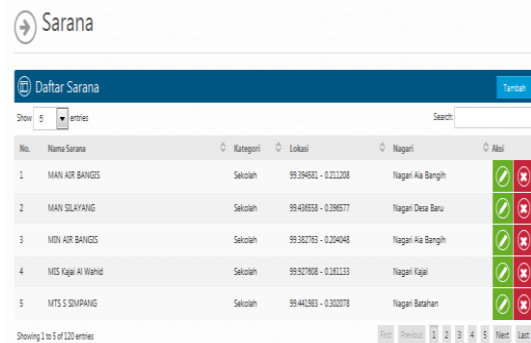 Sarana
Daftar Sarana Tambah
Show 5 entries Search:
No. Nama Sarana Kategori Lokasi Nagari Aksi
1 MAN AIR BANGIS Sekolah 99.394581 - 0.211208 Nagari Aia Bangih
2 MAN SILAYANG Sekolah 99.436558 - 0.396577 Nagari Desa Baru
3 MIN AIR BANGIS Sekolah 99.382763 - 0.204048 Nagari Aia Bangih
4 MIS Kajai Al Wahid Sekolah 99.927608 - 0.161133 Nagari Kajai
5 MTS S SIMPANG Sekolah 99.441983 - 0.302078 Nagari Batahan
Showing 1 to 5 of 120 entries First Previous 1 2 3 4 5 Next Last